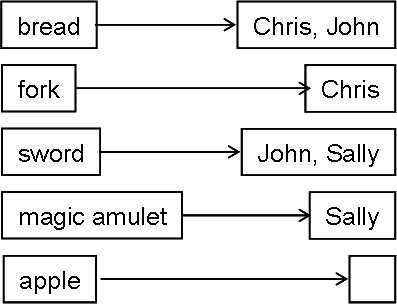 bread Chris, John
fork Chris
sword John, Sally
magic amulet Sally
apple